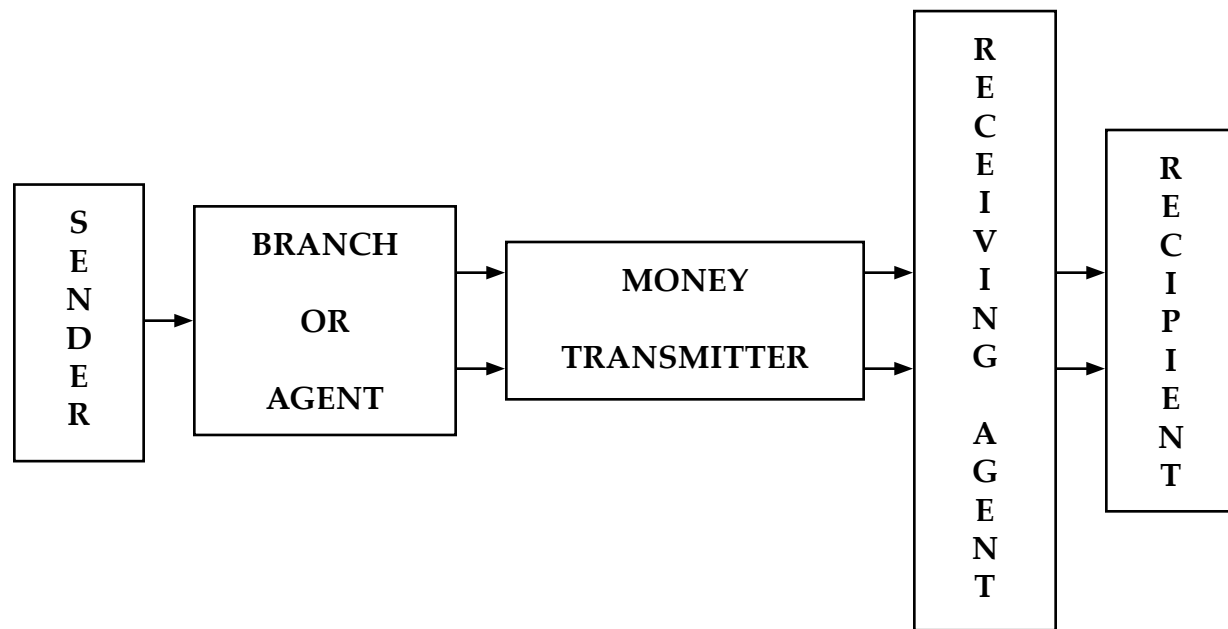 SENDER
BRANCH
OR
AGENT
MONEY
TRANSMITTER
RECEIVING AGENT
RECIPIENT